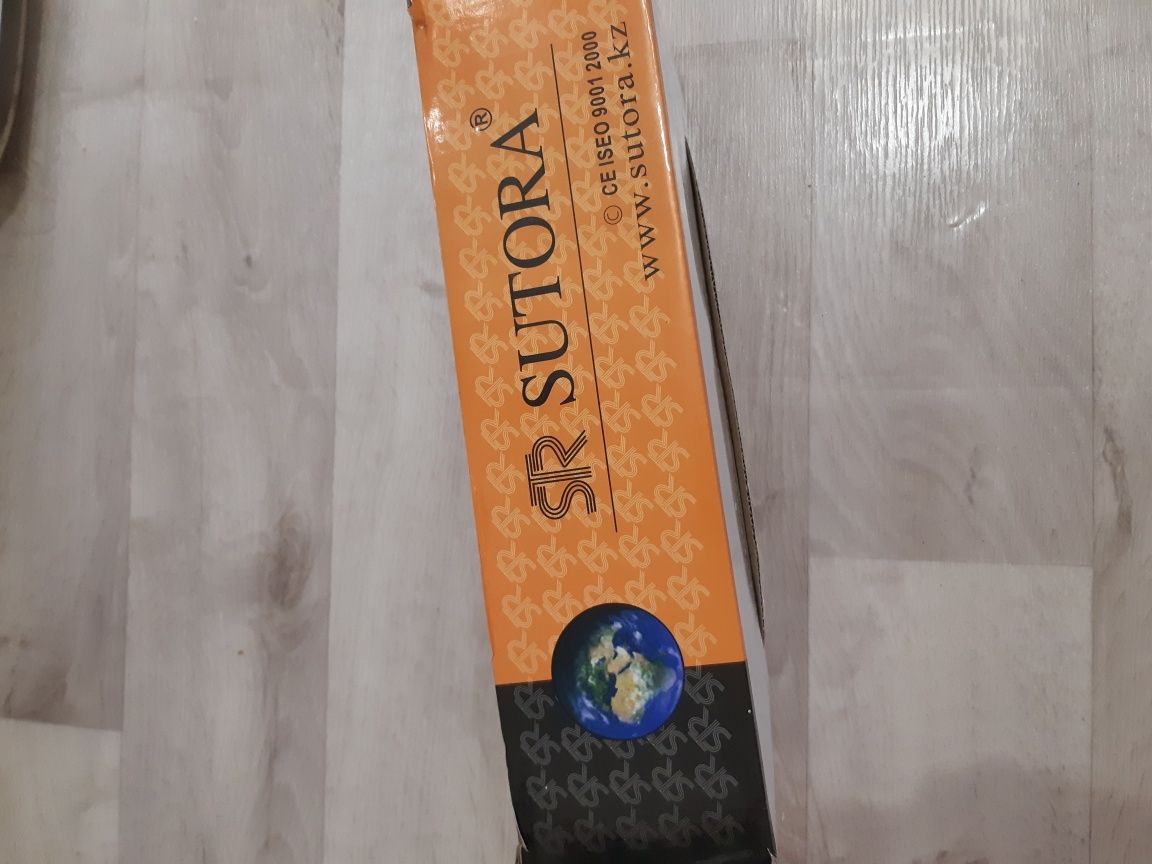 SR SUTORA®
© CE ISEO 9001 2000
www.sutora.kz